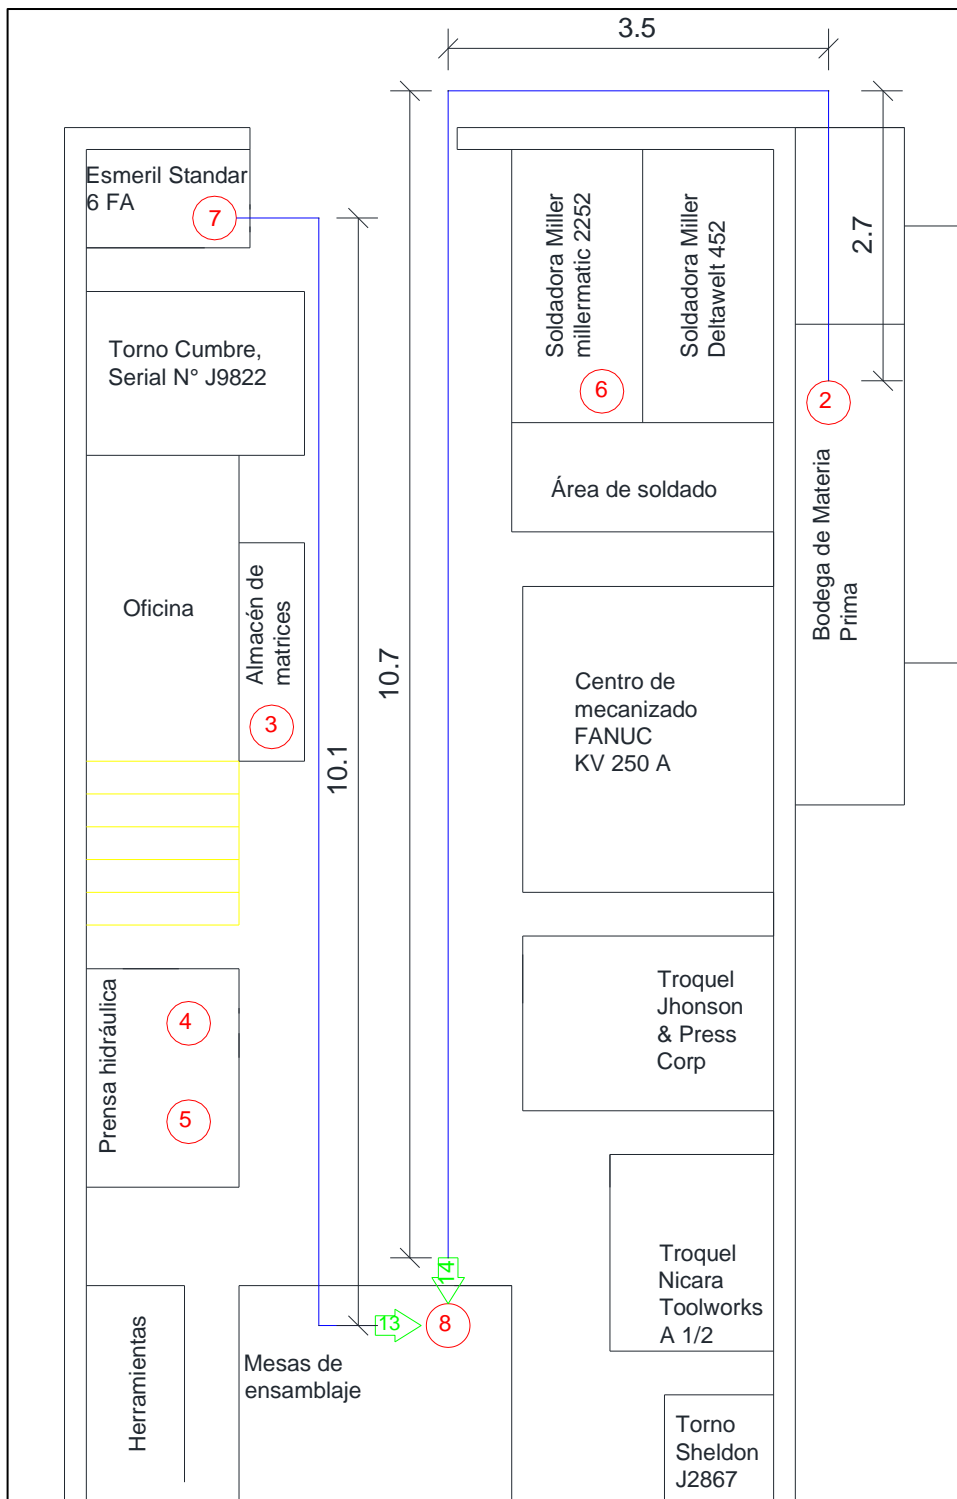 3.5
Esmeril Standar
6 FA
7
2.7
Soldadora Miller
millermatic 2252
6
Soldadora Miller
Deltawelt 452
2
Torno Cumbre,
Serial N° J9822
Área de soldado
Bodega de Materia
Prima
Oficina
Almacén de
matrices
3
10.7
10.1
Centro de
mecanizado
FANUC
KV 250 A
Prensa hidráulica
4
5
Troquel
Jhonson
& Press
Corp
Troquel
Nicara
Toolworks
A 1/2
14
13
8
Mesas de
ensamblaje
Herramientas
Torno
Sheldon
J2867